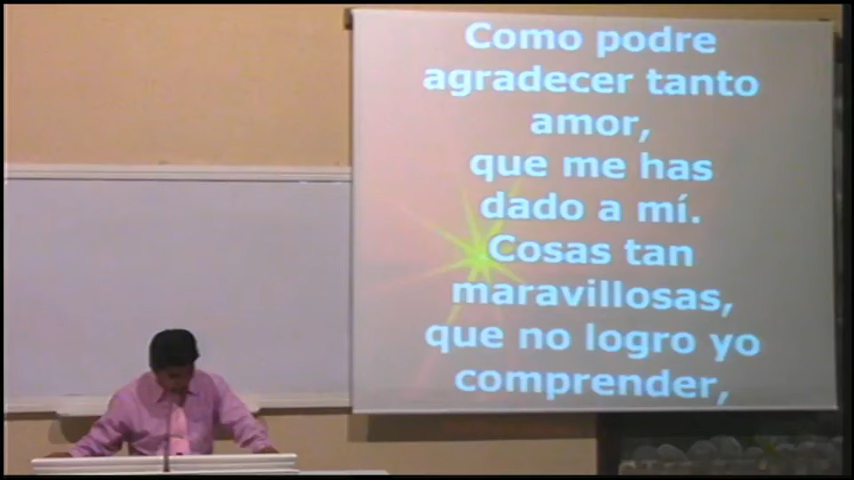 Como podre
agradecer tanto
amor,
que me has
dado a mí.
Cosas tan
maravillosas,
que no logro yo
comprender,